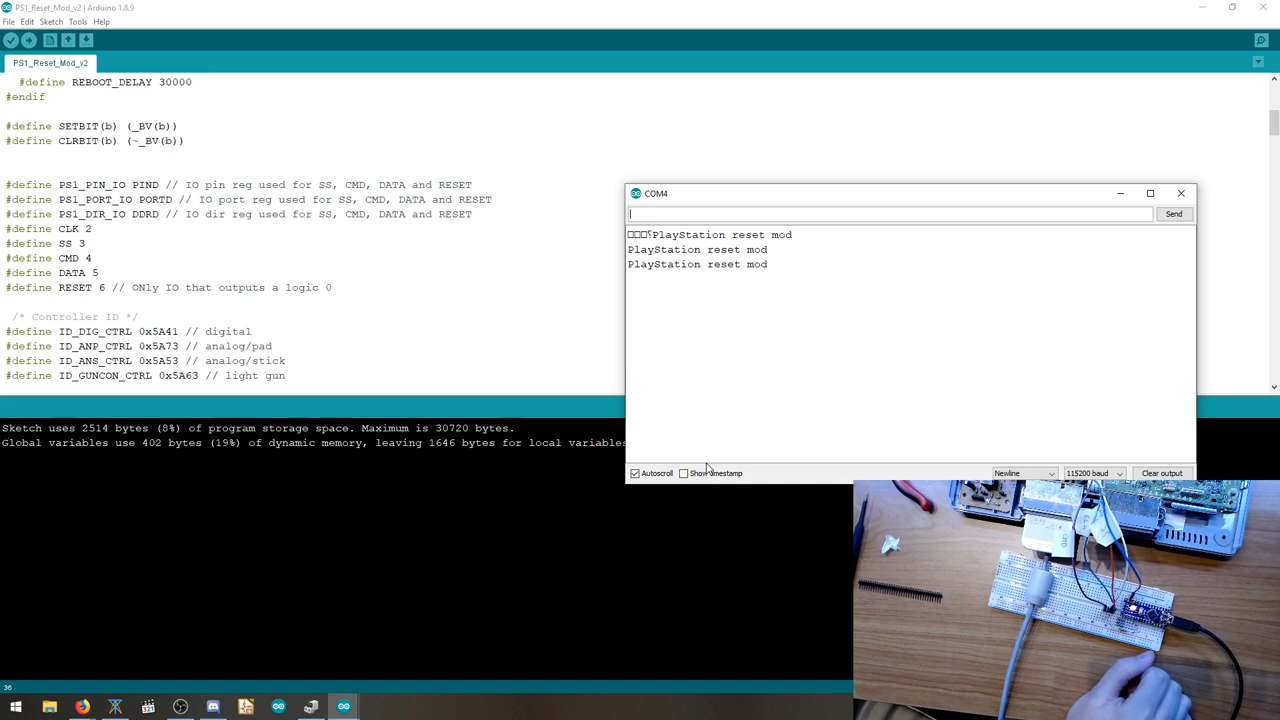 PS1_Reset_Mod_v2 | Arduino 1.8.9
File Edit Sketch Tools Help
PS1_Reset_Mod_v2
#define REBOOT_DELAY 30000
#endif
#define SETBIT(b) (_BV(b))
#define CLRBIT(b) (~_BV(b))
#define PS1_PIN_IO PIND // IO pin reg used for SS, CMD, DATA and RESET
#define PS1_PORT_IO PORTD // IO port reg used for SS, CMD, DATA and RESET
#define PS1_DIR_IO DDRD // IO dir reg used for SS, CMD, DATA and RESET
#define CLK 2
#define SS 3
#define CMD 4
#define DATA 5
#define RESET 6 // ONly IO that outputs a logic 0
/* Controller ID */
#define ID_DIG_CTRL 0x5A41 // digital
#define ID_ANP_CTRL 0x5A73 // analog/pad
#define ID_ANS_CTRL 0x5A53 // analog/stick
#define ID_GUNCON_CTRL 0x5A63 // light gun
Sketch uses 2514 bytes (8%) of program storage space. Maximum is 30720 bytes.
Global variables use 402 bytes (19%) of dynamic memory, leaving 1646 bytes for local variables
36
COM4
Send
□□□⸮PlayStation reset mod
PlayStation reset mod
PlayStation reset mod
Autoscroll Show timestamp Newline 115200 baud Clear output
CMD